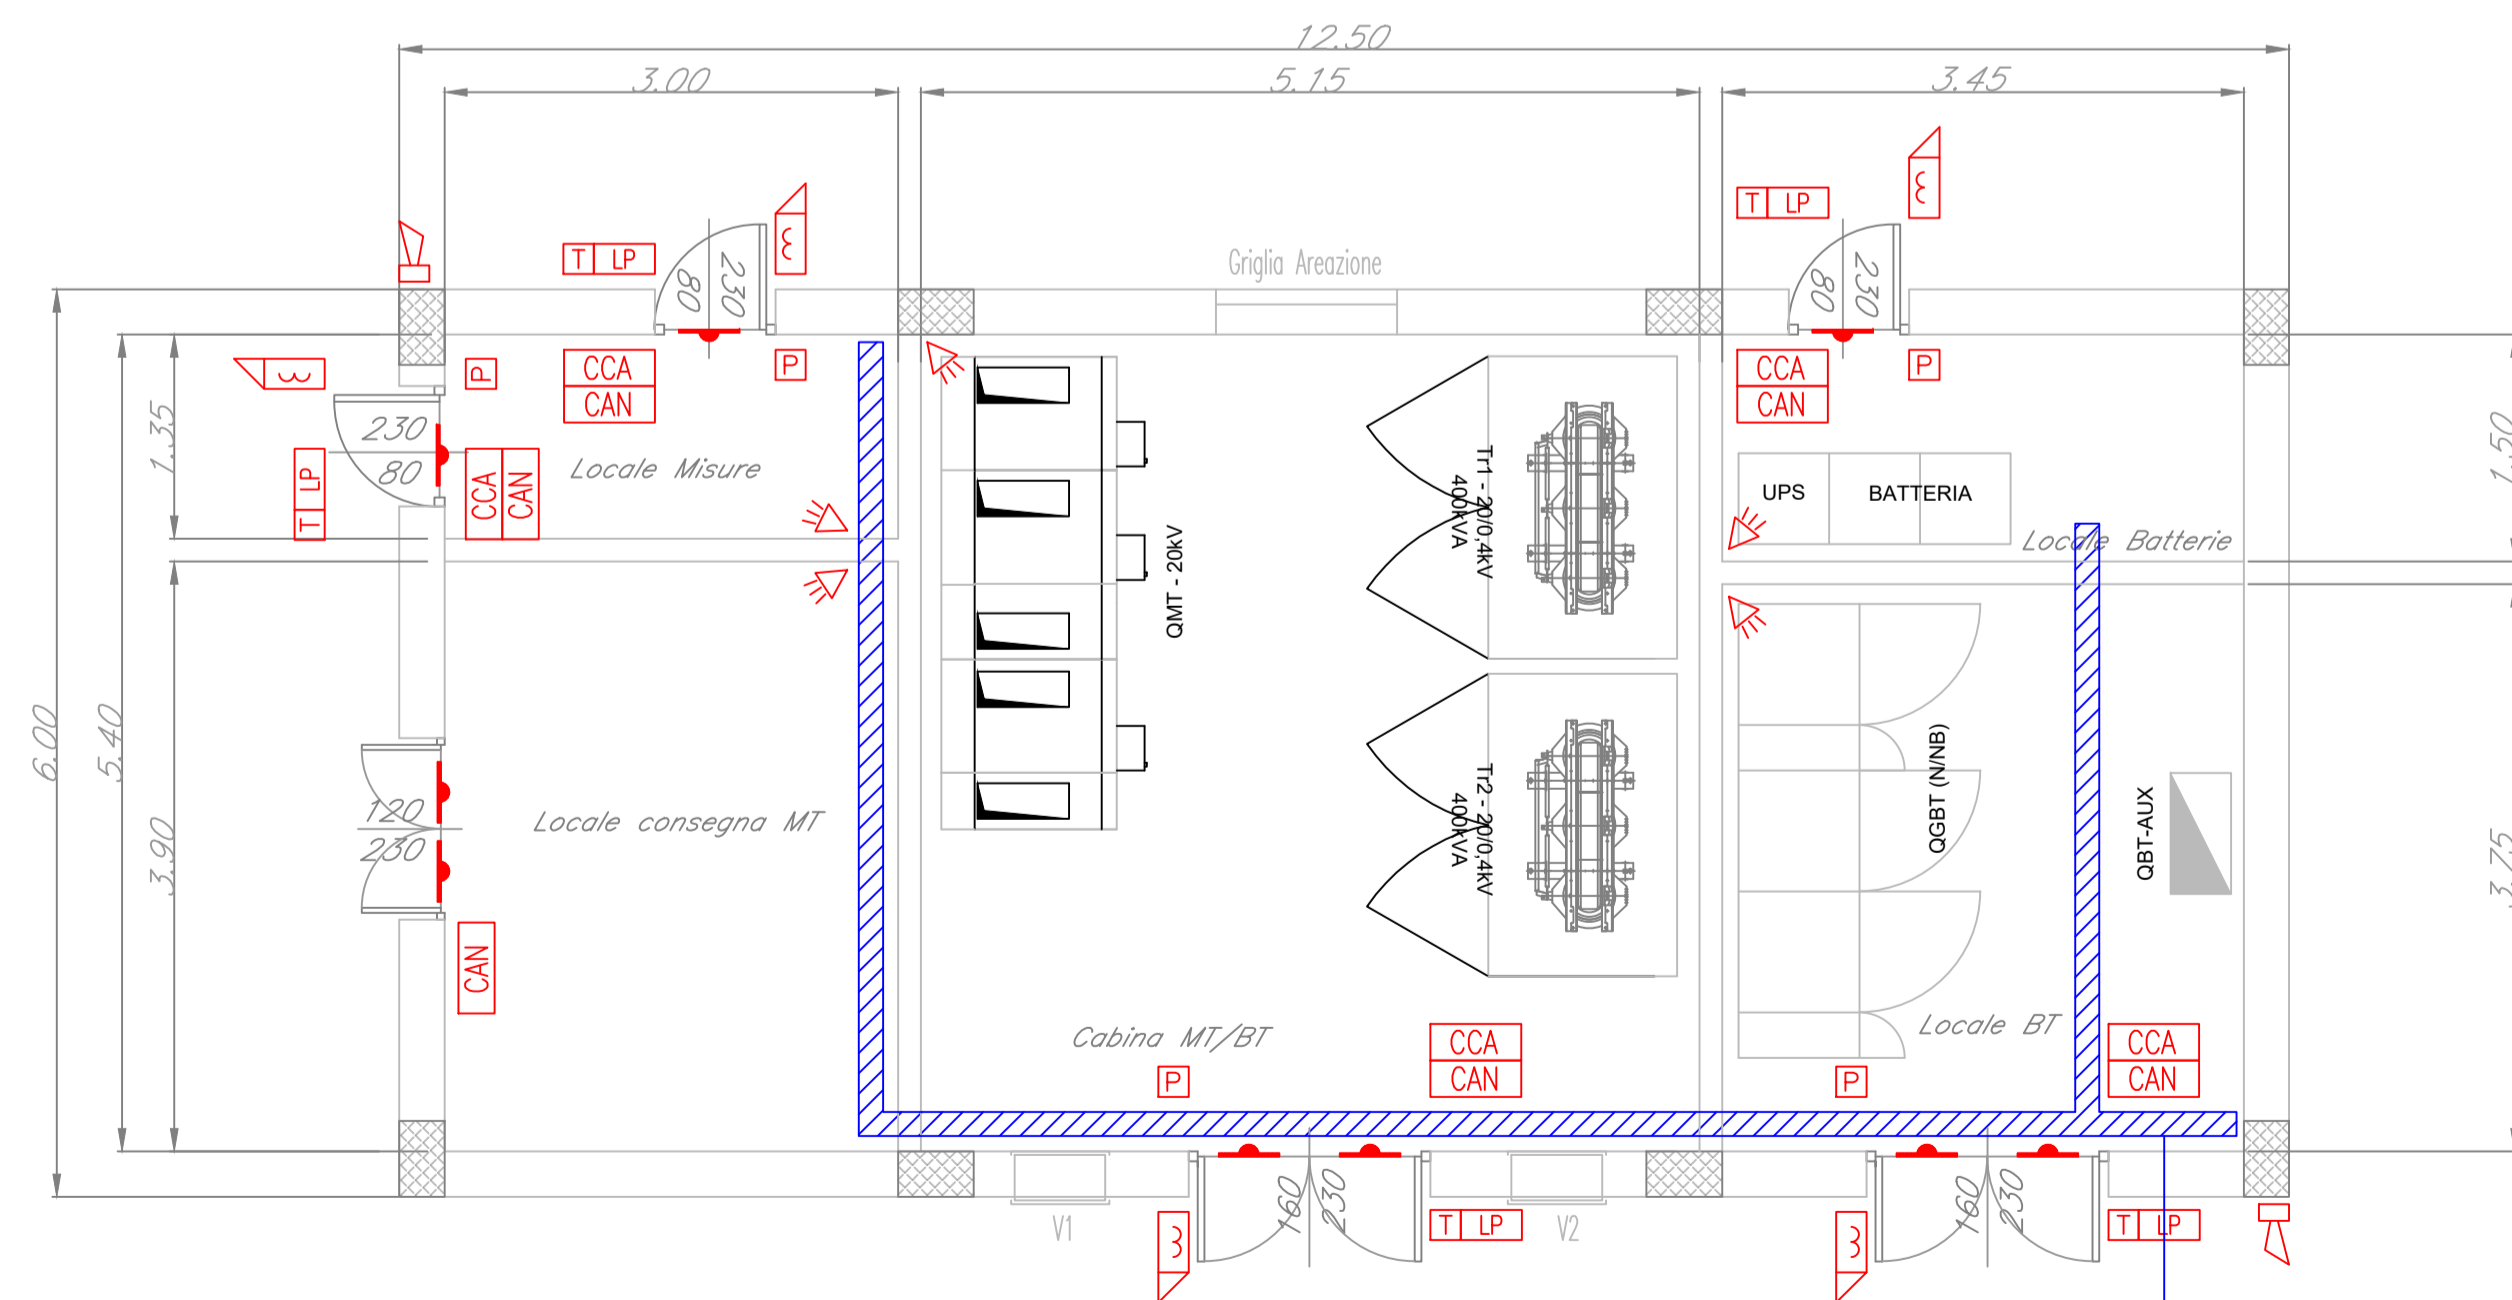 12.50
3.00
5.15
3.45
T LP
80
230
Griglia Areazione
T LP
80
230
P
CCA
CAN
P
CCA
CAN
P
1.35
230
80
T LP
CCA
CAN
Locale Misure
Tr1 - 20/0,4kV
400kVA
UPS
BATTERIA
Locale Batterie
1.50
QMT - 20kV
6.00
5.40
3.90
120
230
Locale consegna MT
Tr2 - 20/0,4kV
400kVA
QGBT (N/NB)
QBT-AUX
3.75
CAN
Cabina MT/BT
CCA
CAN
P
Locale BT
P
CCA
CAN
V1
160
230
T LP
V2
160
230
T LP